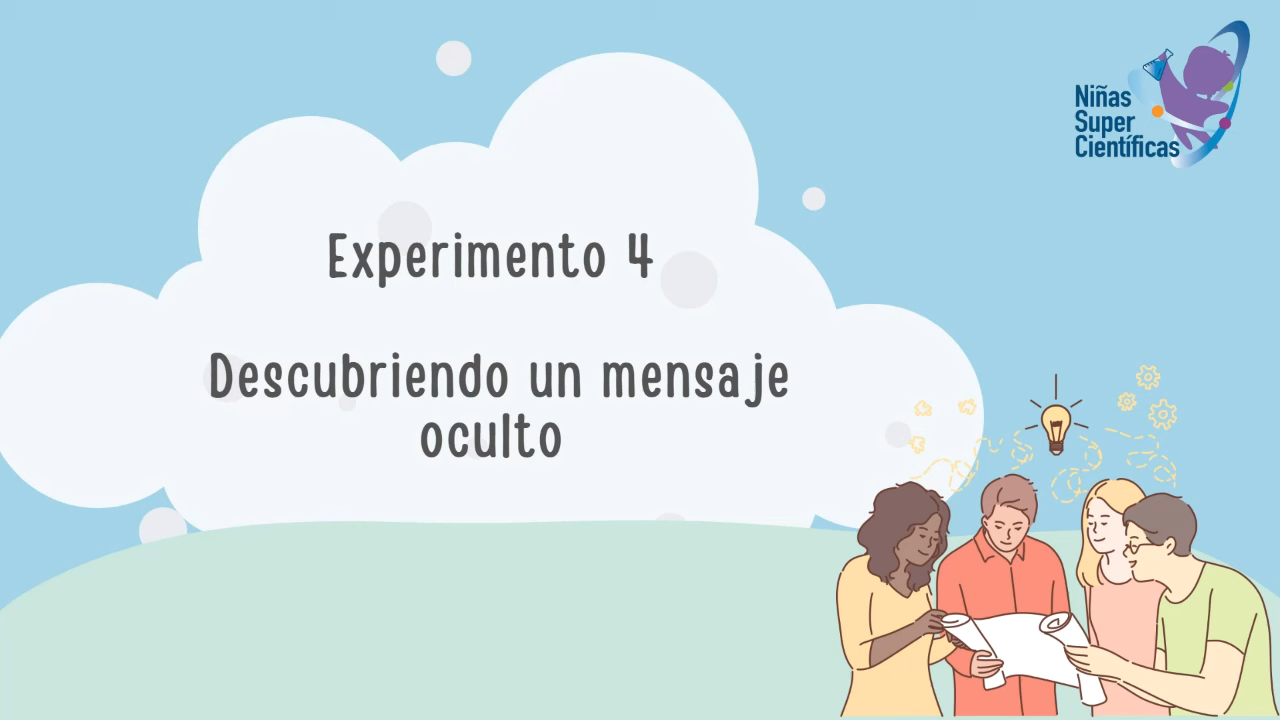 Niñas
Super
Científicas
Experimento 4
Descubriendo un mensaje
oculto